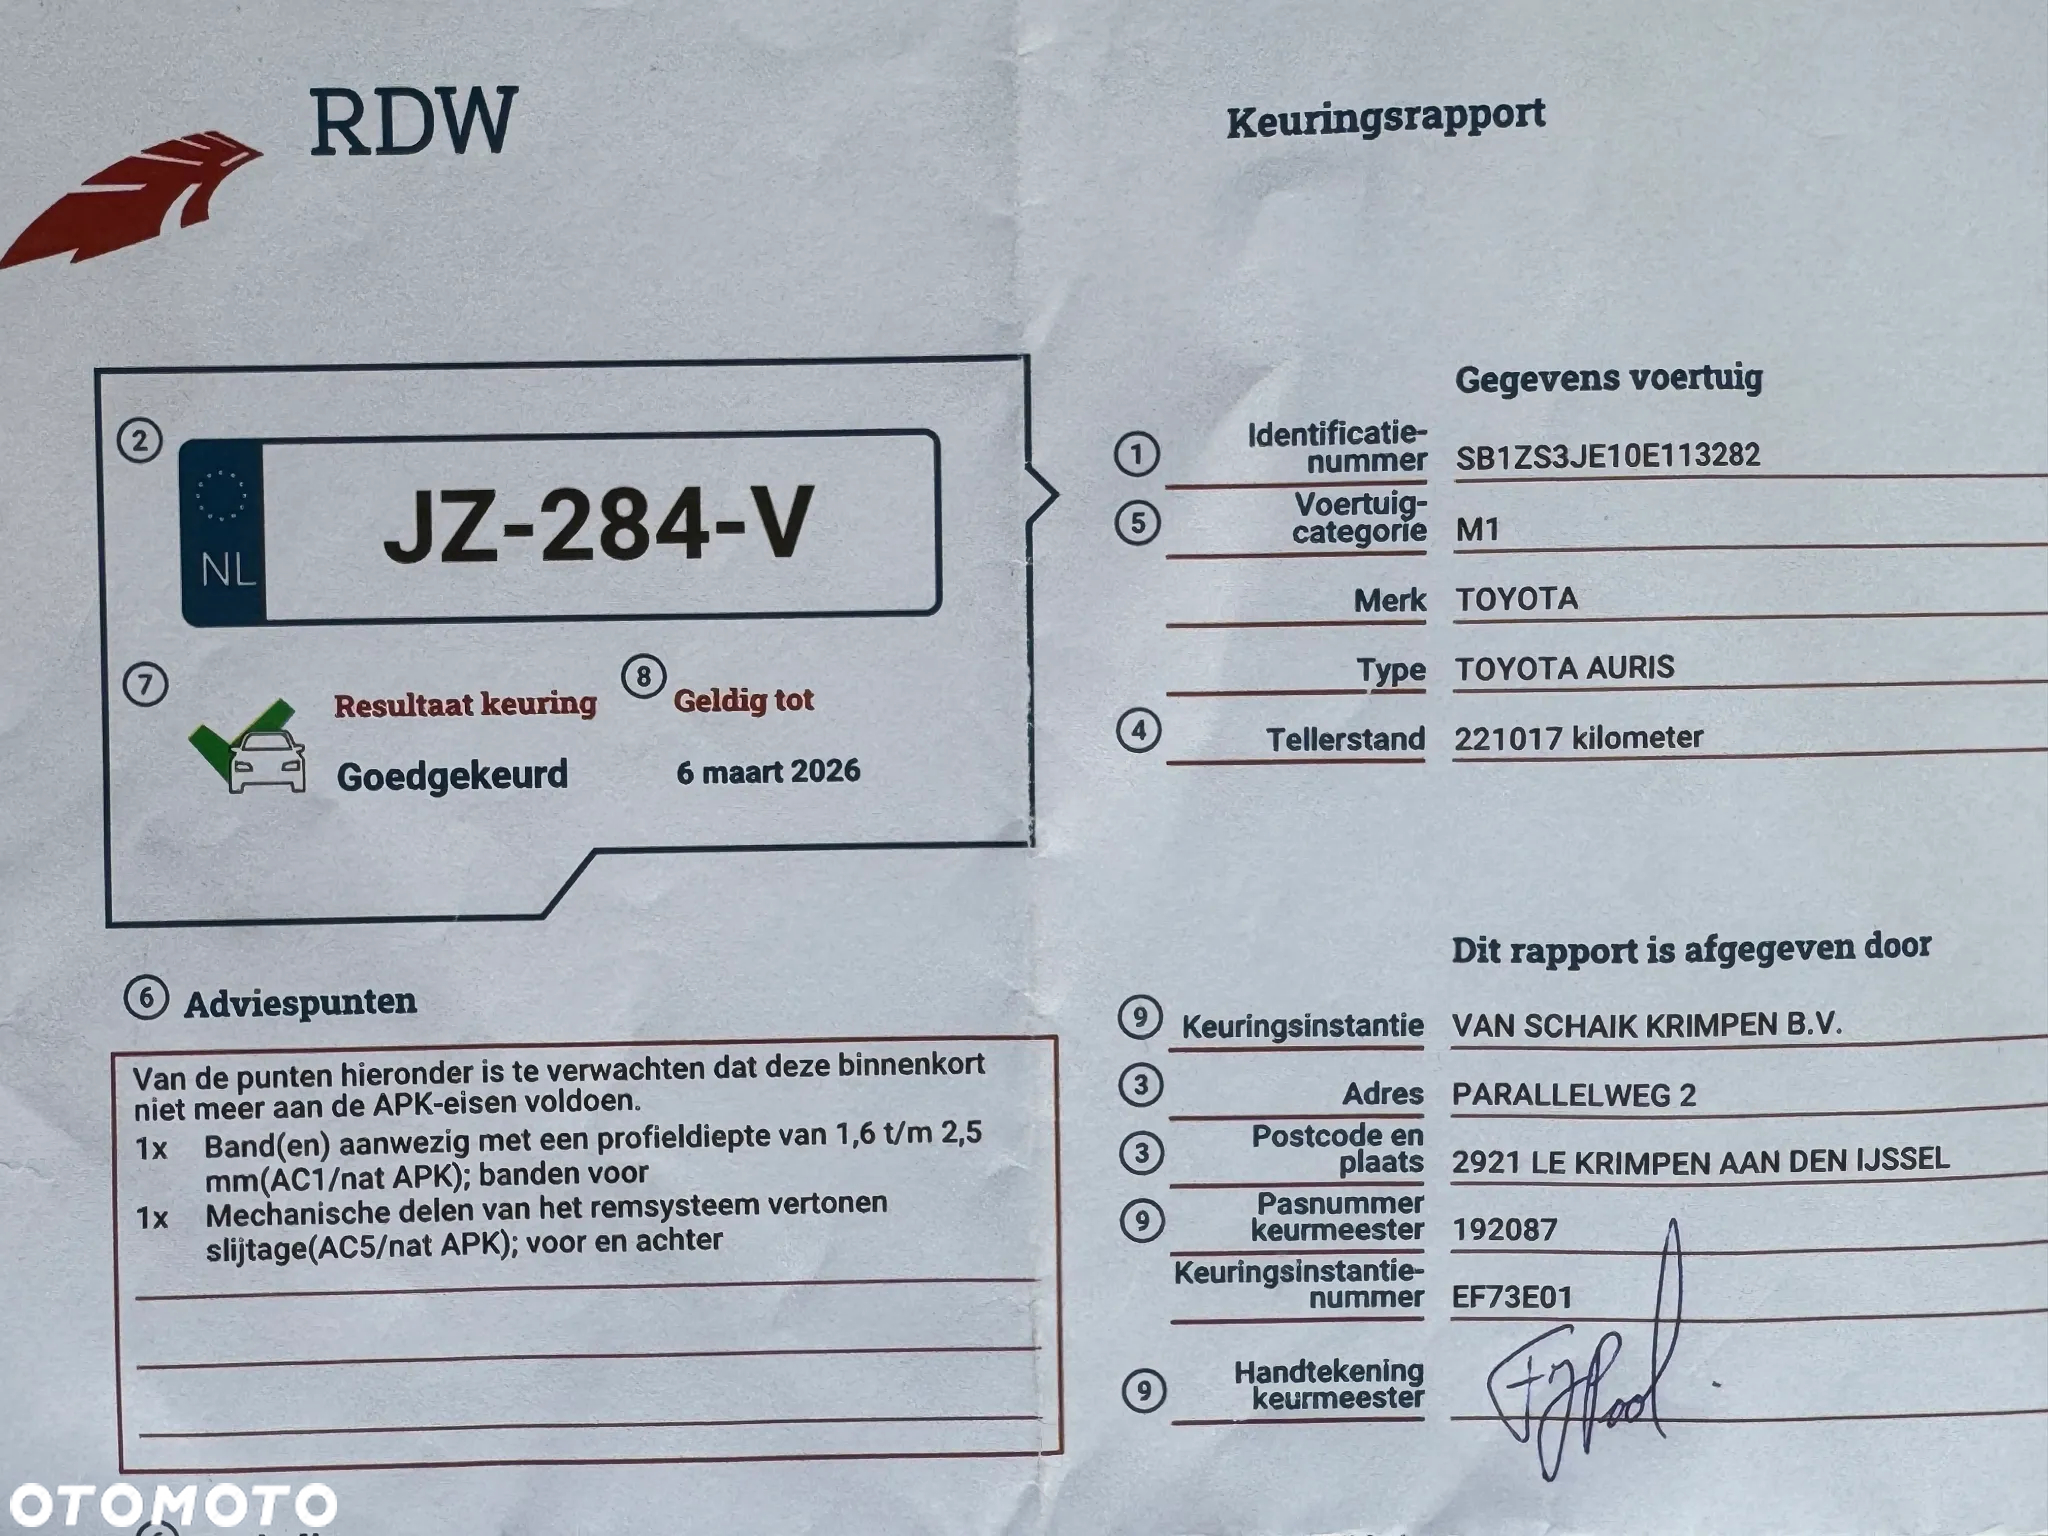 RDW
Keuringsrapport
2
NL
JZ-284-V
7
Resultaat keuring
Goedgekeurd
8
Geldig tot
6 maart 2026
Gegevens voertuig
1
Identificatie-
nummer
SB1ZS3JE10E113282
5
Voertuig-
categorie
M1
Merk
TOYOTA
Type
TOYOTA AURIS
4
Tellerstand
221017 kilometer
6
Adviespunten
Van de punten hieronder is te verwachten dat deze binnenkort
niet meer aan de APK-eisen voldoen.
1x Band(en) aanwezig met een profieldiepte van 1,6 t/m 2,5
mm(AC1/nat APK); banden voor
1x Mechanische delen van het remsysteem vertonen
slijtage(AC5/nat APK); voor en achter
Dit rapport is afgegeven door
9
Keuringsinstantie
VAN SCHAIK KRIMPEN B.V.
3
Adres
PARALLELWEG 2
3
Postcode en
plaats
2921 LE KRIMPEN AAN DEN IJSSEL
9
Pasnummer
keurmeester
192087
Keuringsinstantie-
nummer
EF73E01
9
Handtekening
keurmeester
OTOMOTO